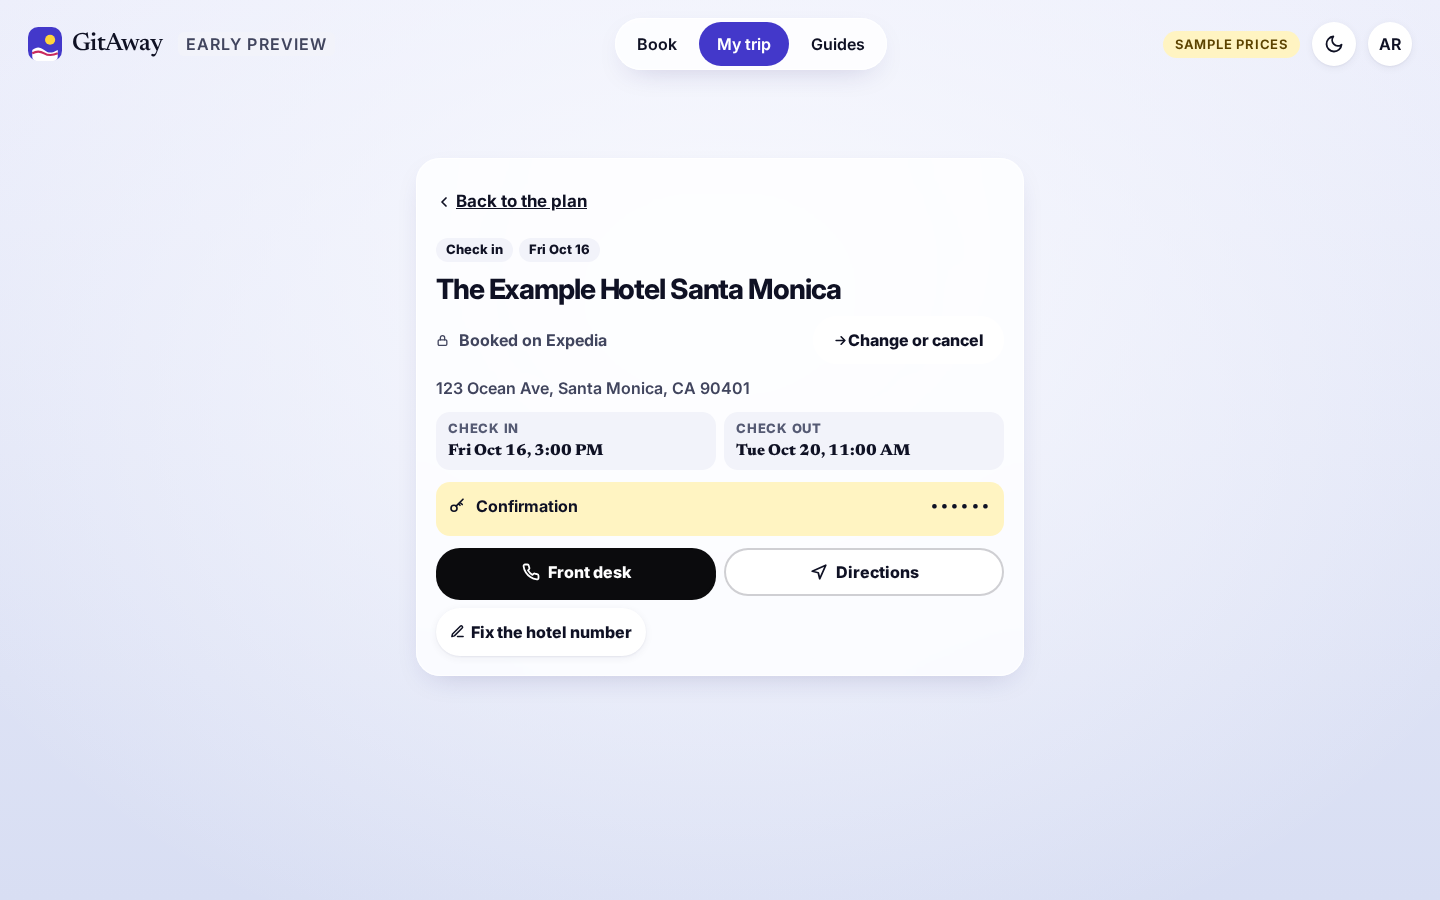 GitAway EARLY PREVIEW
Book My trip Guides
SAMPLE PRICES
AR
Back to the plan
Check in Fri Oct 16
The Example Hotel Santa Monica
Booked on Expedia
→Change or cancel
123 Ocean Ave, Santa Monica, CA 90401
CHECK IN
Fri Oct 16, 3:00 PM
CHECK OUT
Tue Oct 20, 11:00 AM
Confirmation ••••••
Front desk
Directions
Fix the hotel number